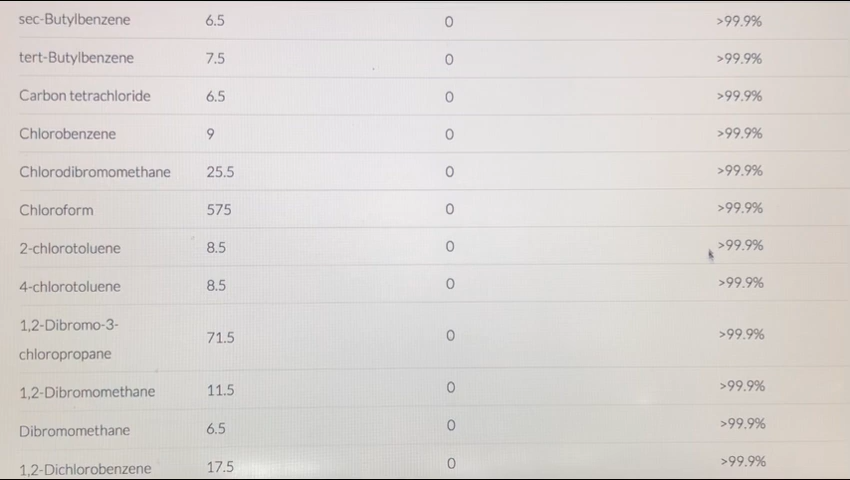 sec-Butylbenzene 6.5 0 >99.9%
tert-Butylbenzene 7.5 0 >99.9%
Carbon tetrachloride 6.5 0 >99.9%
Chlorobenzene 9 0 >99.9%
Chlorodibromomethane 25.5 0 >99.9%
Chloroform 575 0 >99.9%
2-chlorotoluene 8.5 0 >99.9%
4-chlorotoluene 8.5 0 >99.9%
1,2-Dibromo-3-
chloropropane 71.5 0 >99.9%
1,2-Dibromomethane 11.5 0 >99.9%
Dibromomethane 6.5 0 >99.9%
1,2-Dichlorobenzene 17.5 0 >99.9%